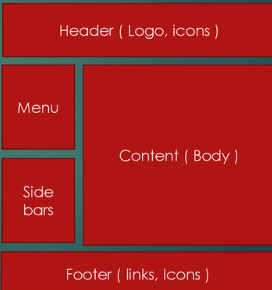 Header ( Logo, icons )
Menu
Content ( Body )
Side
bars
Footer ( links, Icons )